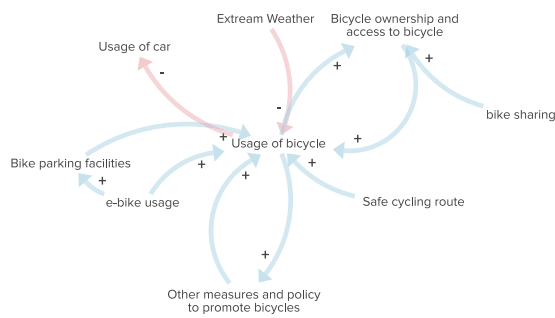 Extream Weather
Bicycle ownership and
access to bicycle
Usage of car
-
+
+
bike sharing
-
+
Usage of bicycle
+
Bike parking facilities
+
+
+
+
e-bike usage
Safe cycling route
+
Other measures and policy
to promote bicycles